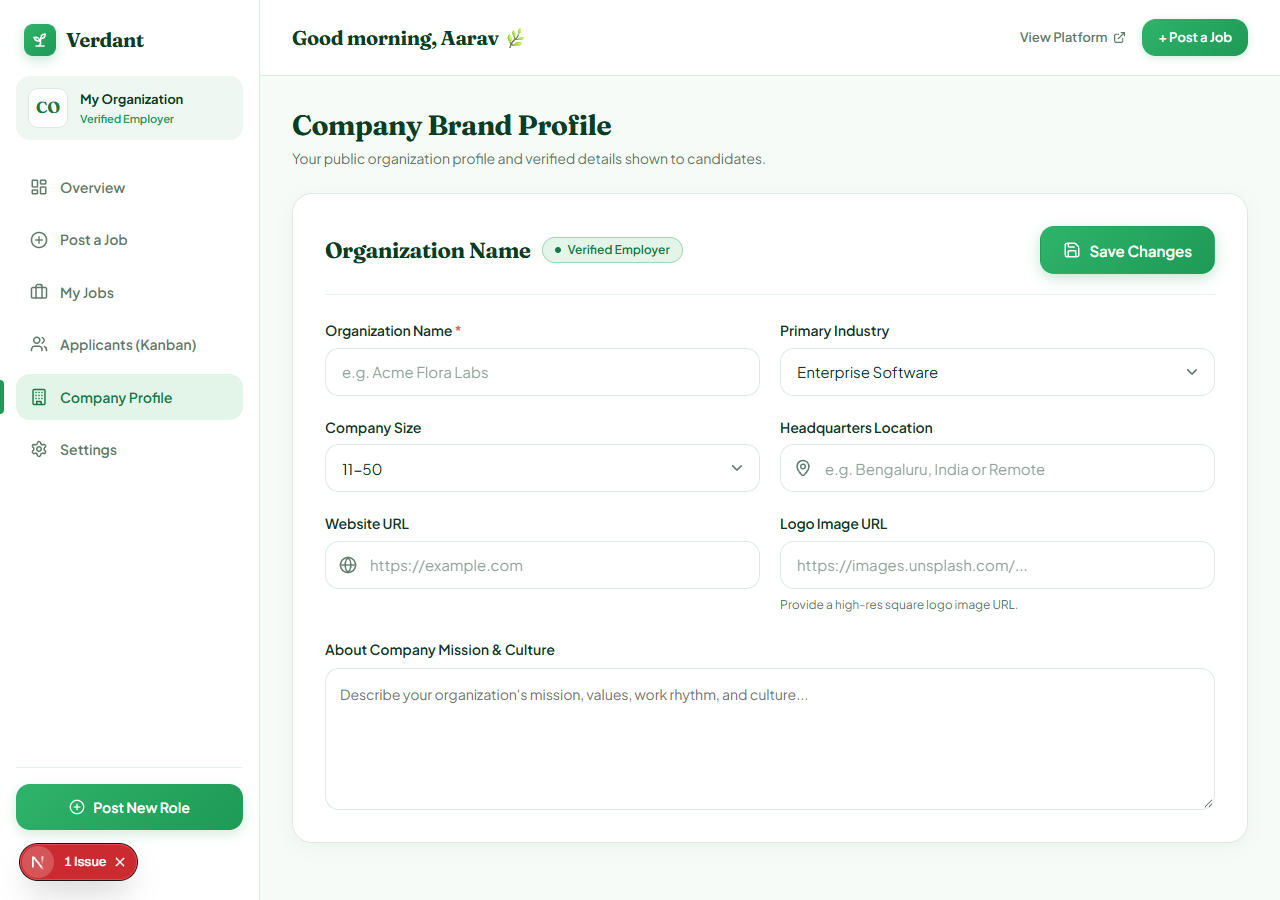 Verdant
CO
My Organization
Verified Employer
Overview
Post a Job
My Jobs
Applicants (Kanban)
Company Profile
Settings
Post New Role
N
1 Issue
Good morning, Aarav
View Platform
+ Post a Job
Company Brand Profile
Your public organization profile and verified details shown to candidates.
Organization Name
Verified Employer
Save Changes
Organization Name *
e.g. Acme Flora Labs
Primary Industry
Enterprise Software
Company Size
11–50
Headquarters Location
e.g. Bengaluru, India or Remote
Website URL
https://example.com
Logo Image URL
https://images.unsplash.com/...
Provide a high-res square logo image URL.
About Company Mission & Culture
Describe your organization's mission, values, work rhythm, and culture...